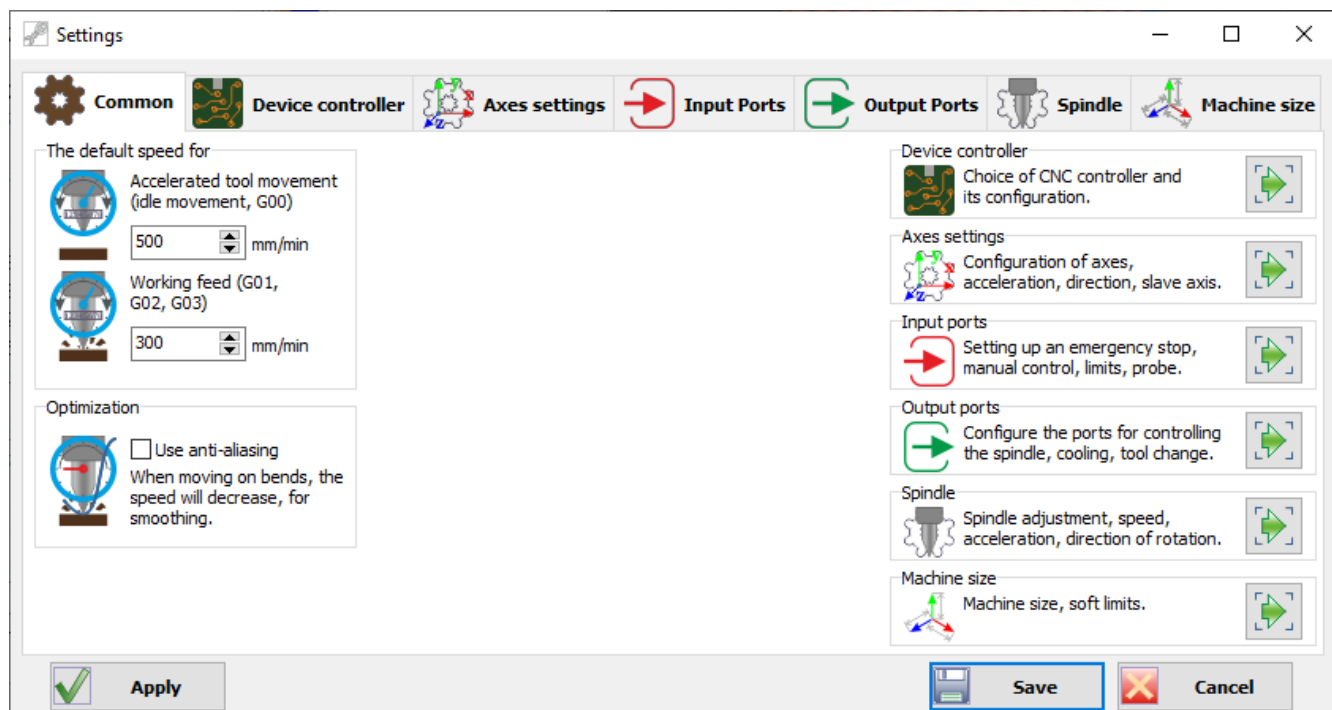 Settings
Common
Device controller
Axes settings
Input Ports
Output Ports
Spindle
Machine size
The default speed for
Accelerated tool movement
(idle movement, G00)
500
mm/min
Working feed (G01,
G02, G03)
300
mm/min
Optimization
Use anti-aliasing
When moving on bends, the
speed will decrease, for
smoothing.
Device controller
Choice of CNC controller and
its configuration.
Axes settings
Configuration of axes,
acceleration, direction, slave axis.
Input ports
Setting up an emergency stop,
manual control, limits, probe.
Output ports
Configure the ports for controlling
the spindle, cooling, tool change.
Spindle
Spindle adjustment, speed,
acceleration, direction of rotation.
Machine size
Machine size, soft limits.
Apply
Save
Cancel